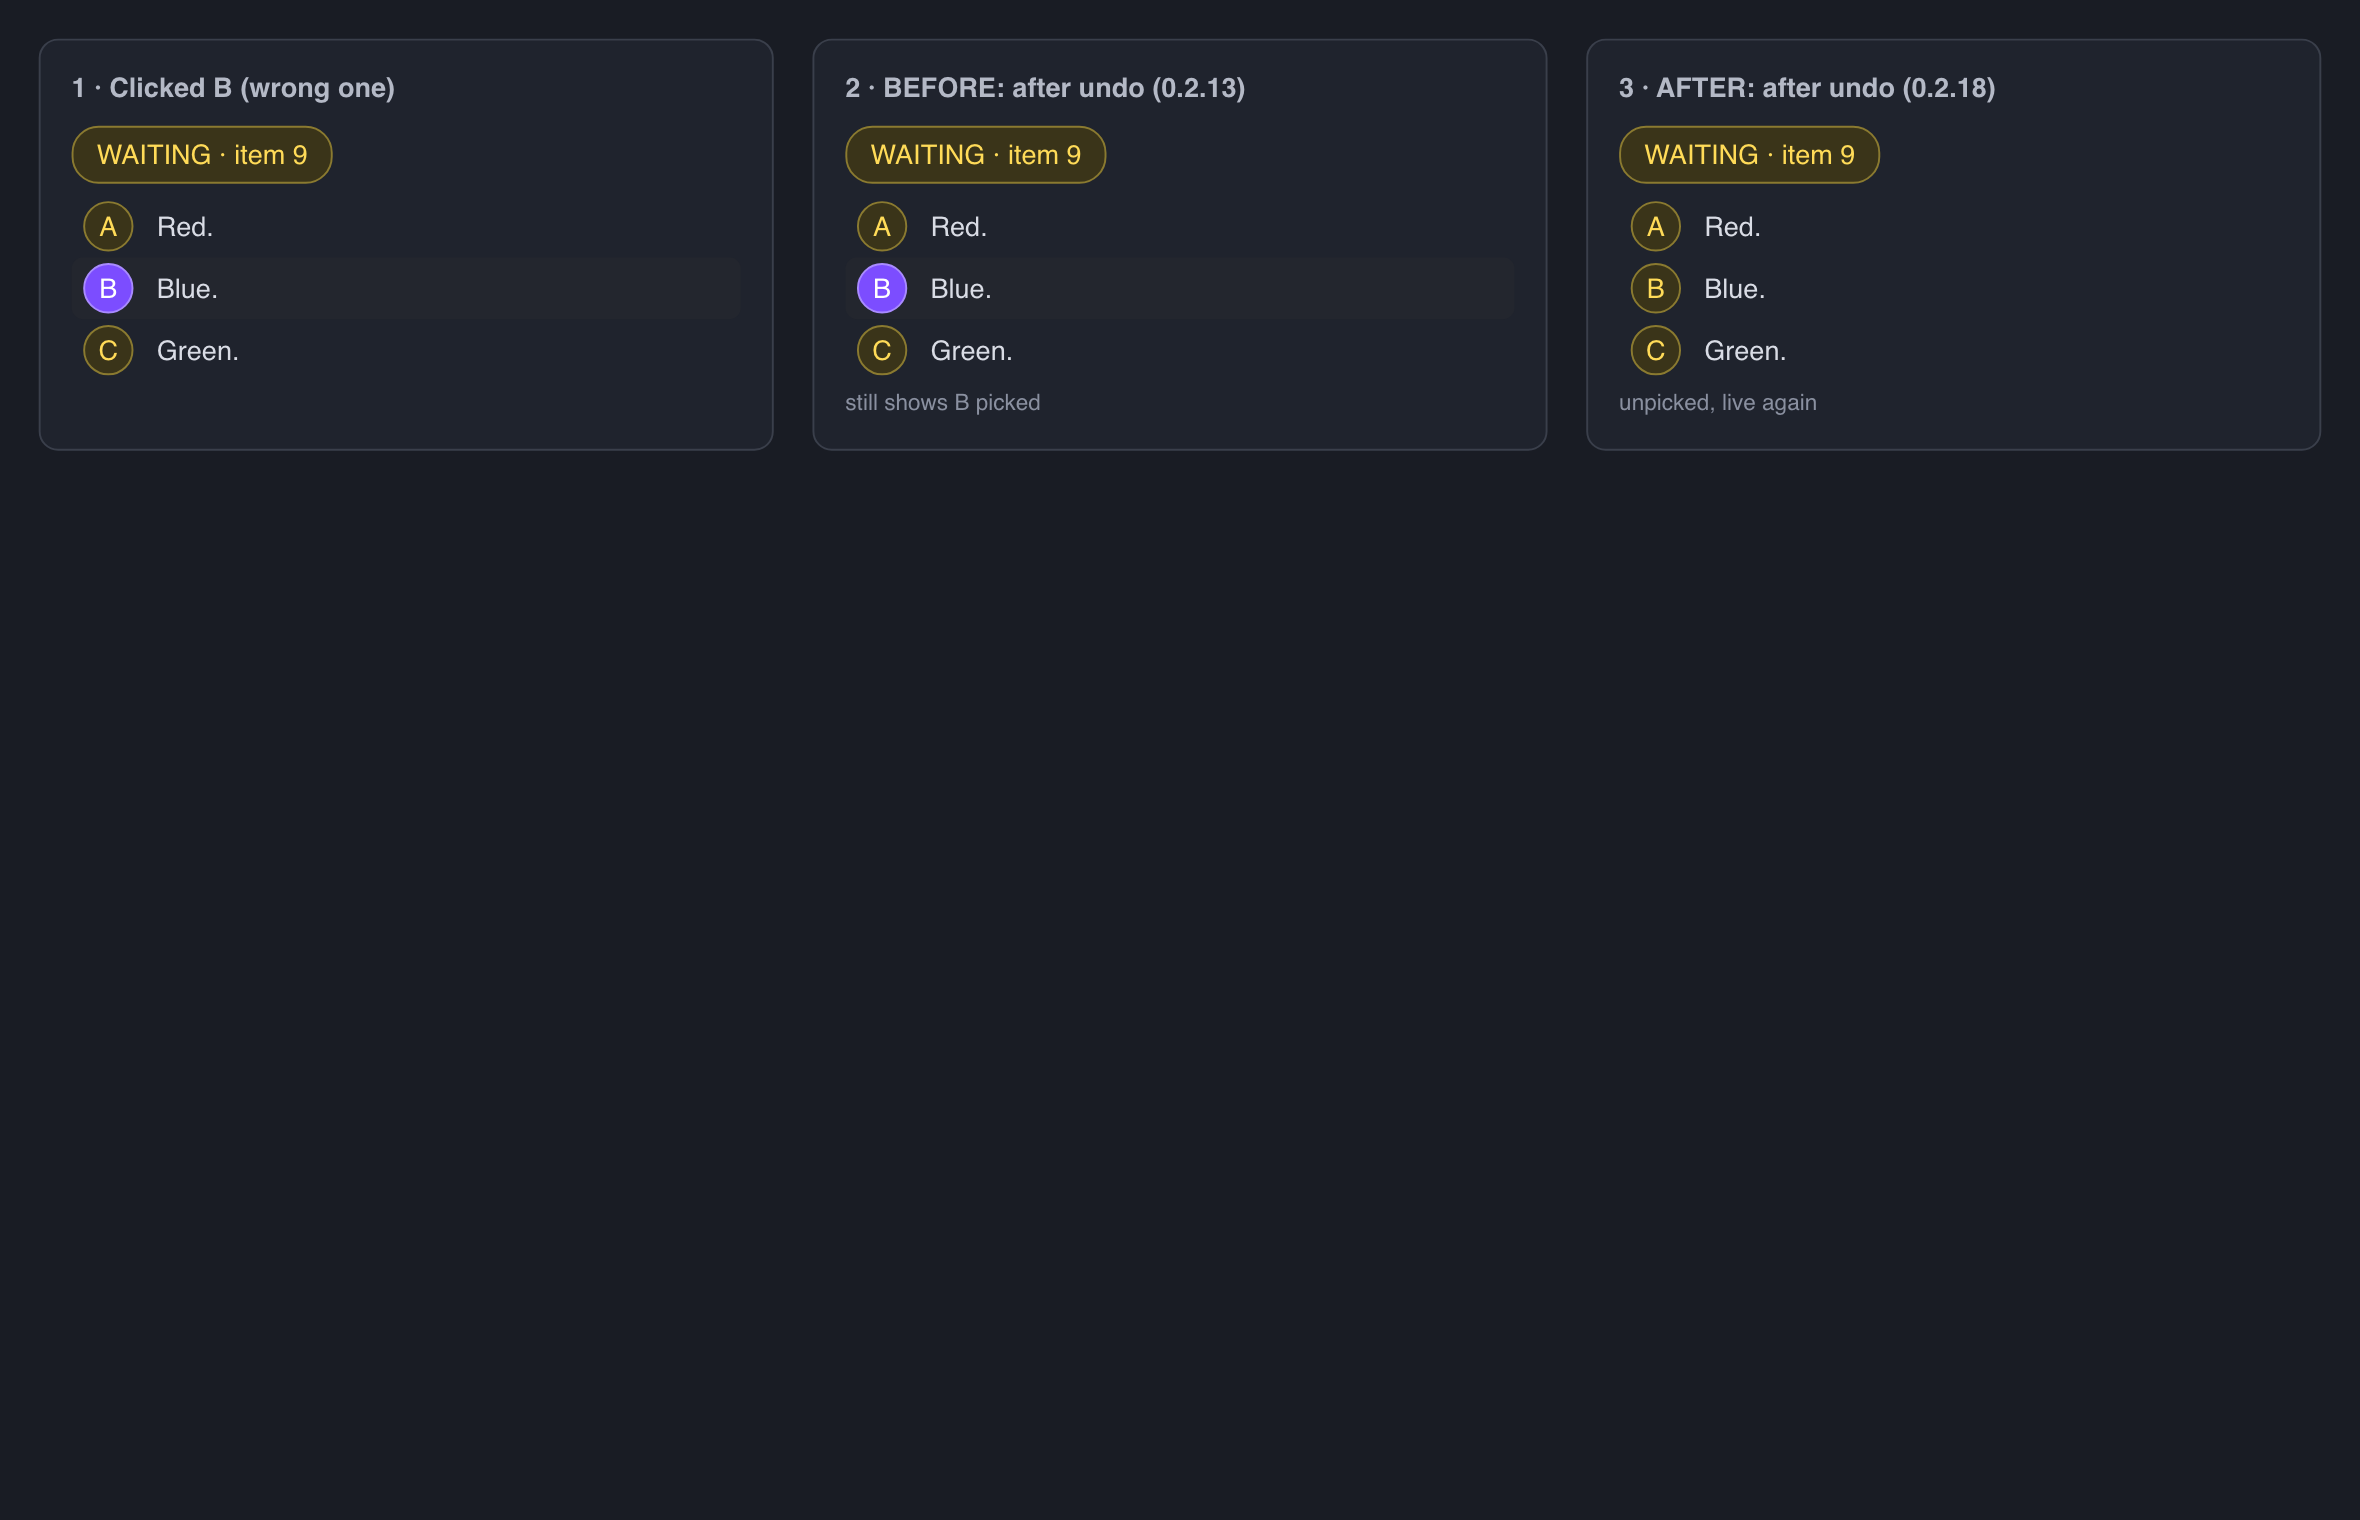 1 · Clicked B (wrong one)
WAITING · item 9
A Red.
B Blue.
C Green.
2 · BEFORE: after undo (0.2.13)
WAITING · item 9
A Red.
B Blue.
C Green.
still shows B picked
3 · AFTER: after undo (0.2.18)
WAITING · item 9
A Red.
B Blue.
C Green.
unpicked, live again